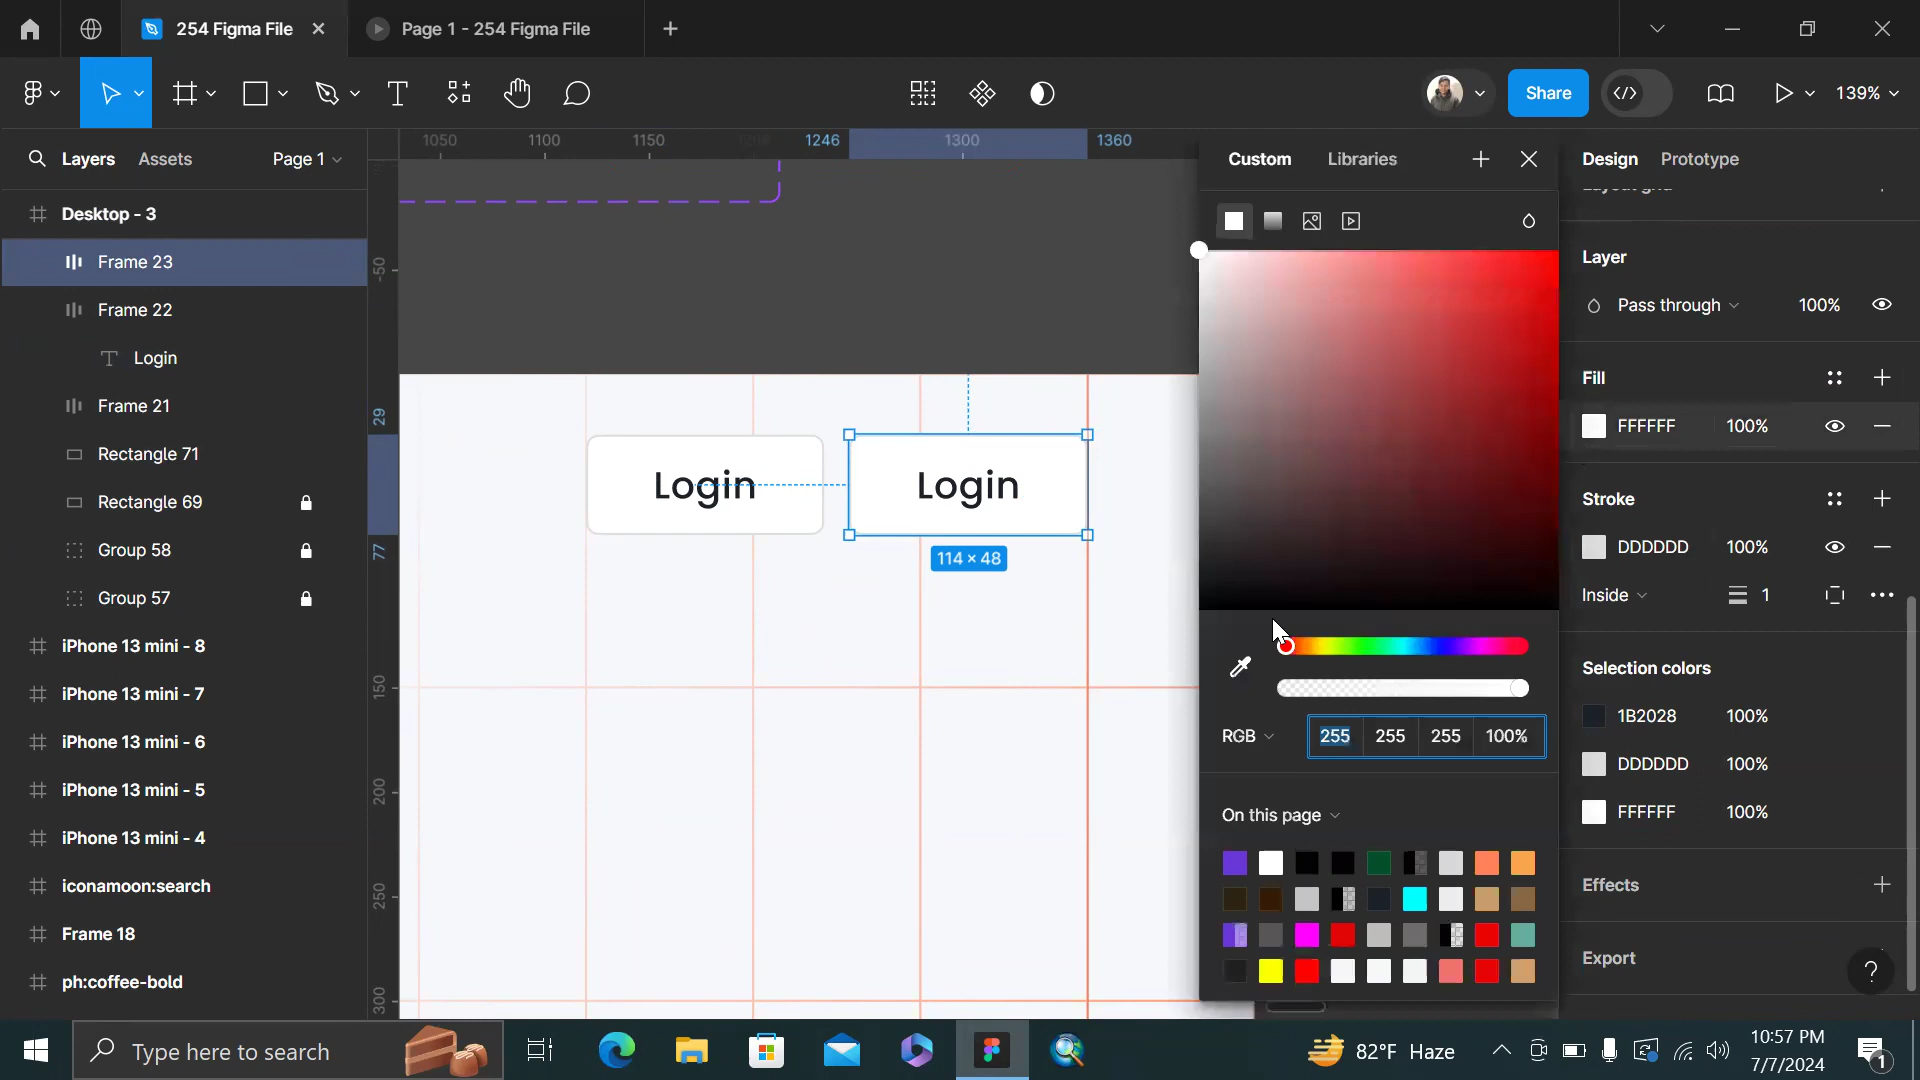 254 Figma File
Page 1 - 254 Figma File
Share
139%
Layers
Assets
Page 1
1050
1100
1150
1246
1300
1360
Custom
Libraries
Design
Prototype
Desktop - 3
Frame 23
Frame 22
Login
Frame 21
Rectangle 71
Rectangle 69
Group 58
Group 57
iPhone 13 mini - 8
iPhone 13 mini - 7
iPhone 13 mini - 6
iPhone 13 mini - 5
iPhone 13 mini - 4
iconamoon:search
Frame 18
ph:coffee-bold
-50
29
77
150
200
250
300
Login
Login
114 × 48
RGB
255
255
255
100%
On this page
Layout grid
Layer
Pass through
100%
Fill
FFFFFF
100%
Stroke
DDDDDD
100%
Inside
1
Selection colors
1B2028
100%
DDDDDD
100%
FFFFFF
100%
Effects
Export
?
Type here to search
82°F Haze
10:57 PM
7/7/2024
1